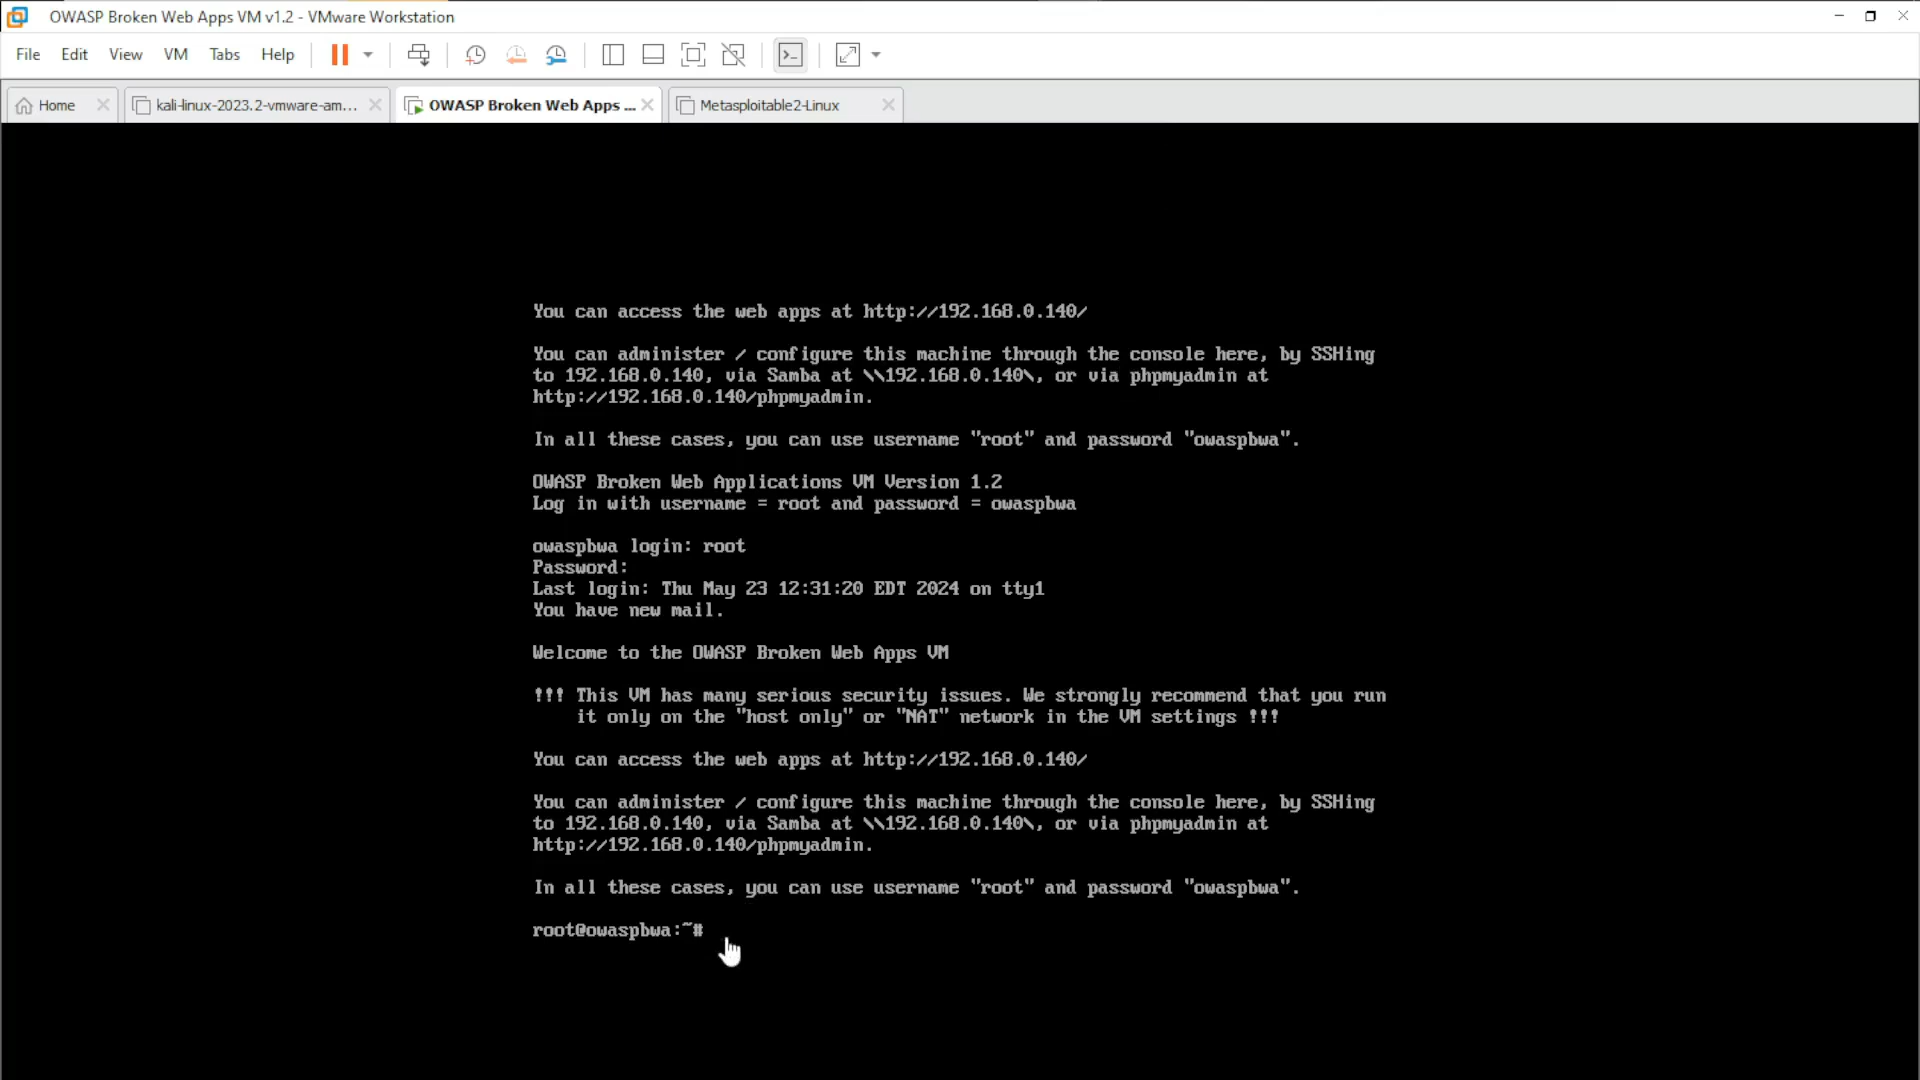 OWASP Broken Web Apps VM v1.2 - VMware Workstation
File Edit View VM Tabs Help
Home kali-linux-2023.2-vmware-am... OWASP Broken Web Apps ... Metasploitable2-Linux
You can access the web apps at http://192.168.0.140/
You can administer / configure this machine through the console here, by SSHing
to 192.168.0.140, via Samba at \\192.168.0.140\, or via phpmyadmin at
http://192.168.0.140/phpmyadmin.
In all these cases, you can use username "root" and password "owaspbwa".
OWASP Broken Web Applications VM Version 1.2
Log in with username = root and password = owaspbwa
owaspbwa login: root
Password:
Last login: Thu May 23 12:31:20 EDT 2024 on tty1
You have new mail.
Welcome to the OWASP Broken Web Apps VM
!!! This VM has many serious security issues. We strongly recommend that you run
it only on the "host only" or "NAT" network in the VM settings !!!
You can access the web apps at http://192.168.0.140/
You can administer / configure this machine through the console here, by SSHing
to 192.168.0.140, via Samba at \\192.168.0.140\, or via phpmyadmin at
http://192.168.0.140/phpmyadmin.
In all these cases, you can use username "root" and password "owaspbwa".
root@owaspbwa:~#